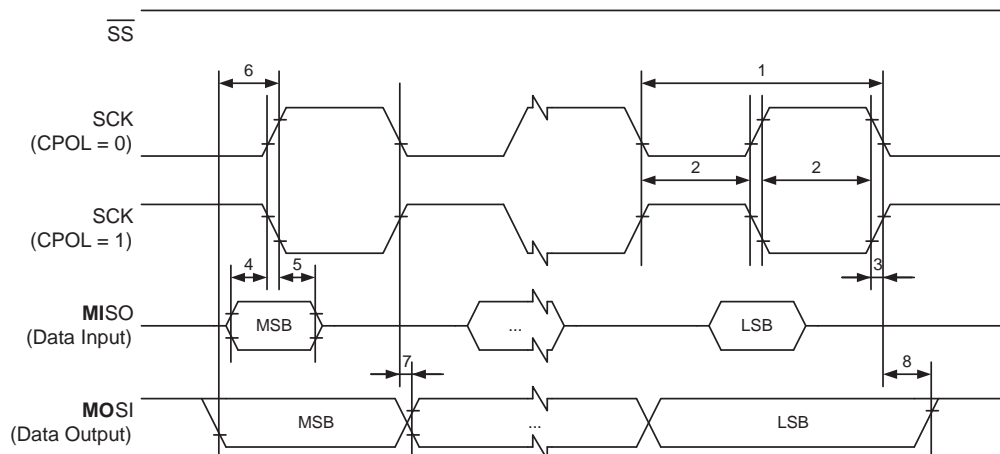 SS
6
1
SCK
(CPOL = 0)
2
2
SCK
(CPOL = 1)
4
5
3
MISO
(Data Input)
MSB
...
LSB
7
8
MOSI
(Data Output)
MSB
...
LSB